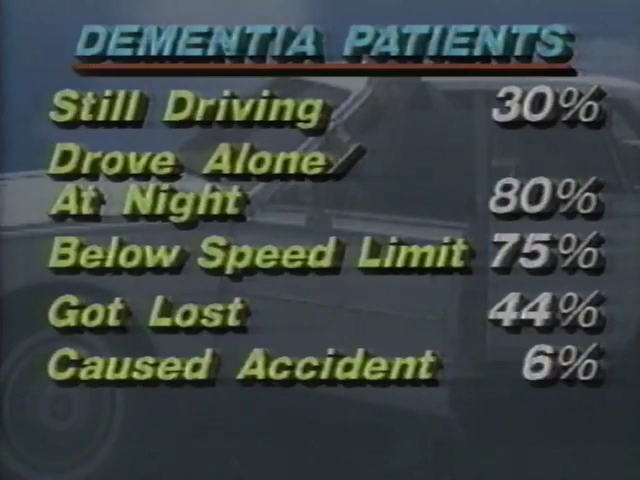 DEMENTIA PATIENTS
Still Driving 30%
Drove Alone/
At Night 80%
Below Speed Limit 75%
Got Lost 44%
Caused Accident 6%